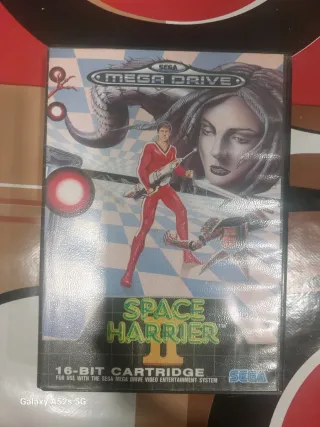 SEGA
MEGA DRIVE
SPACE
HARRIER
II
16-BIT CARTRIDGE
FOR USE WITH THE SEGA MEGA DRIVE VIDEO ENTERTAINMENT SYSTEM
SEGA
Galaxy A52s 5G